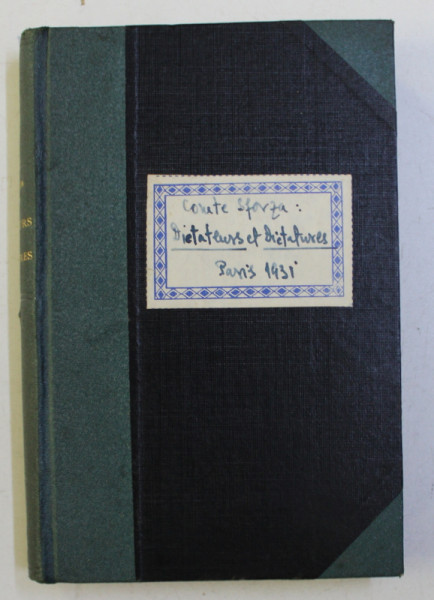 Comte Sforza:
Dictateurs et Dictatures
Paris 1931